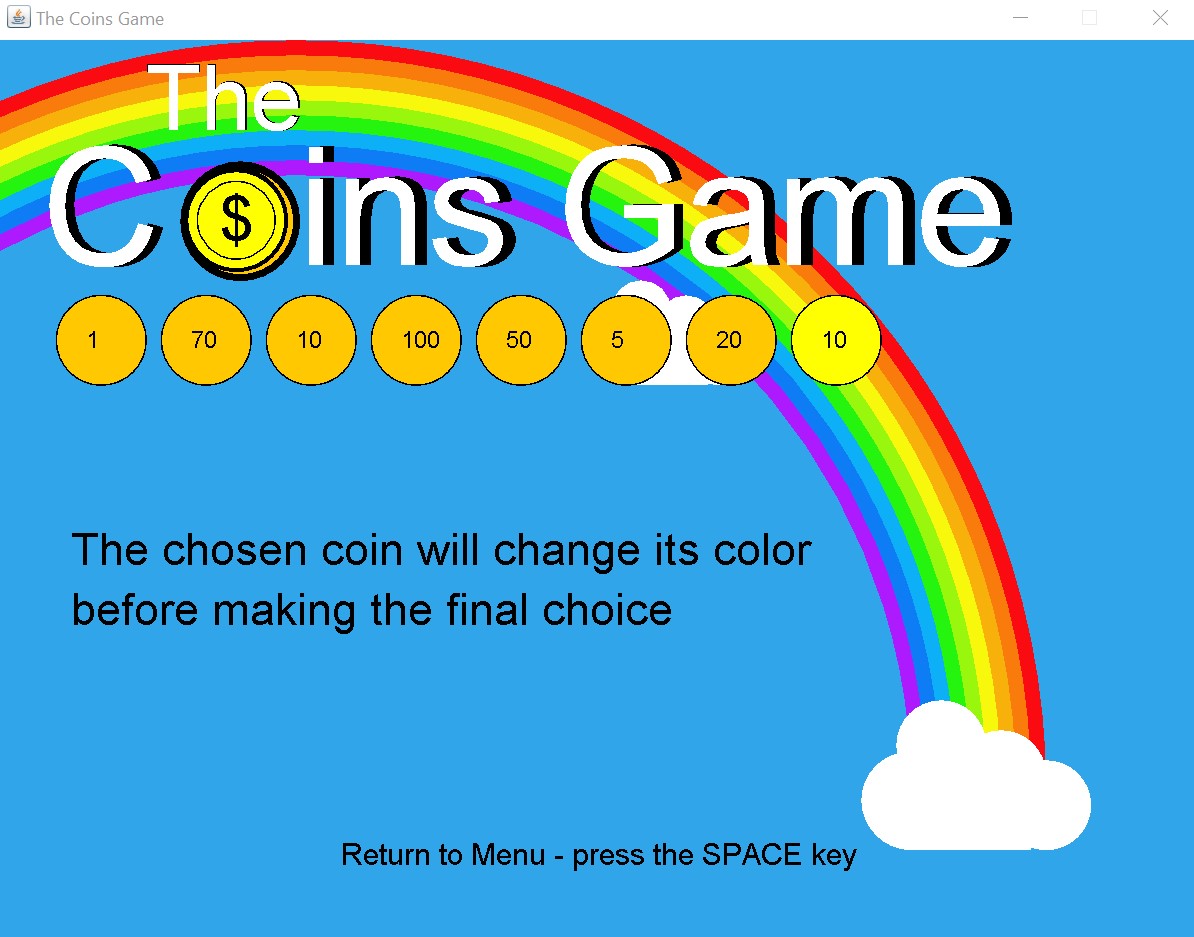 The Coins Game
The
Coins Game
$
1 70 10 100 50 5 20 10
The chosen coin will change its color
before making the final choice
Return to Menu - press the SPACE key